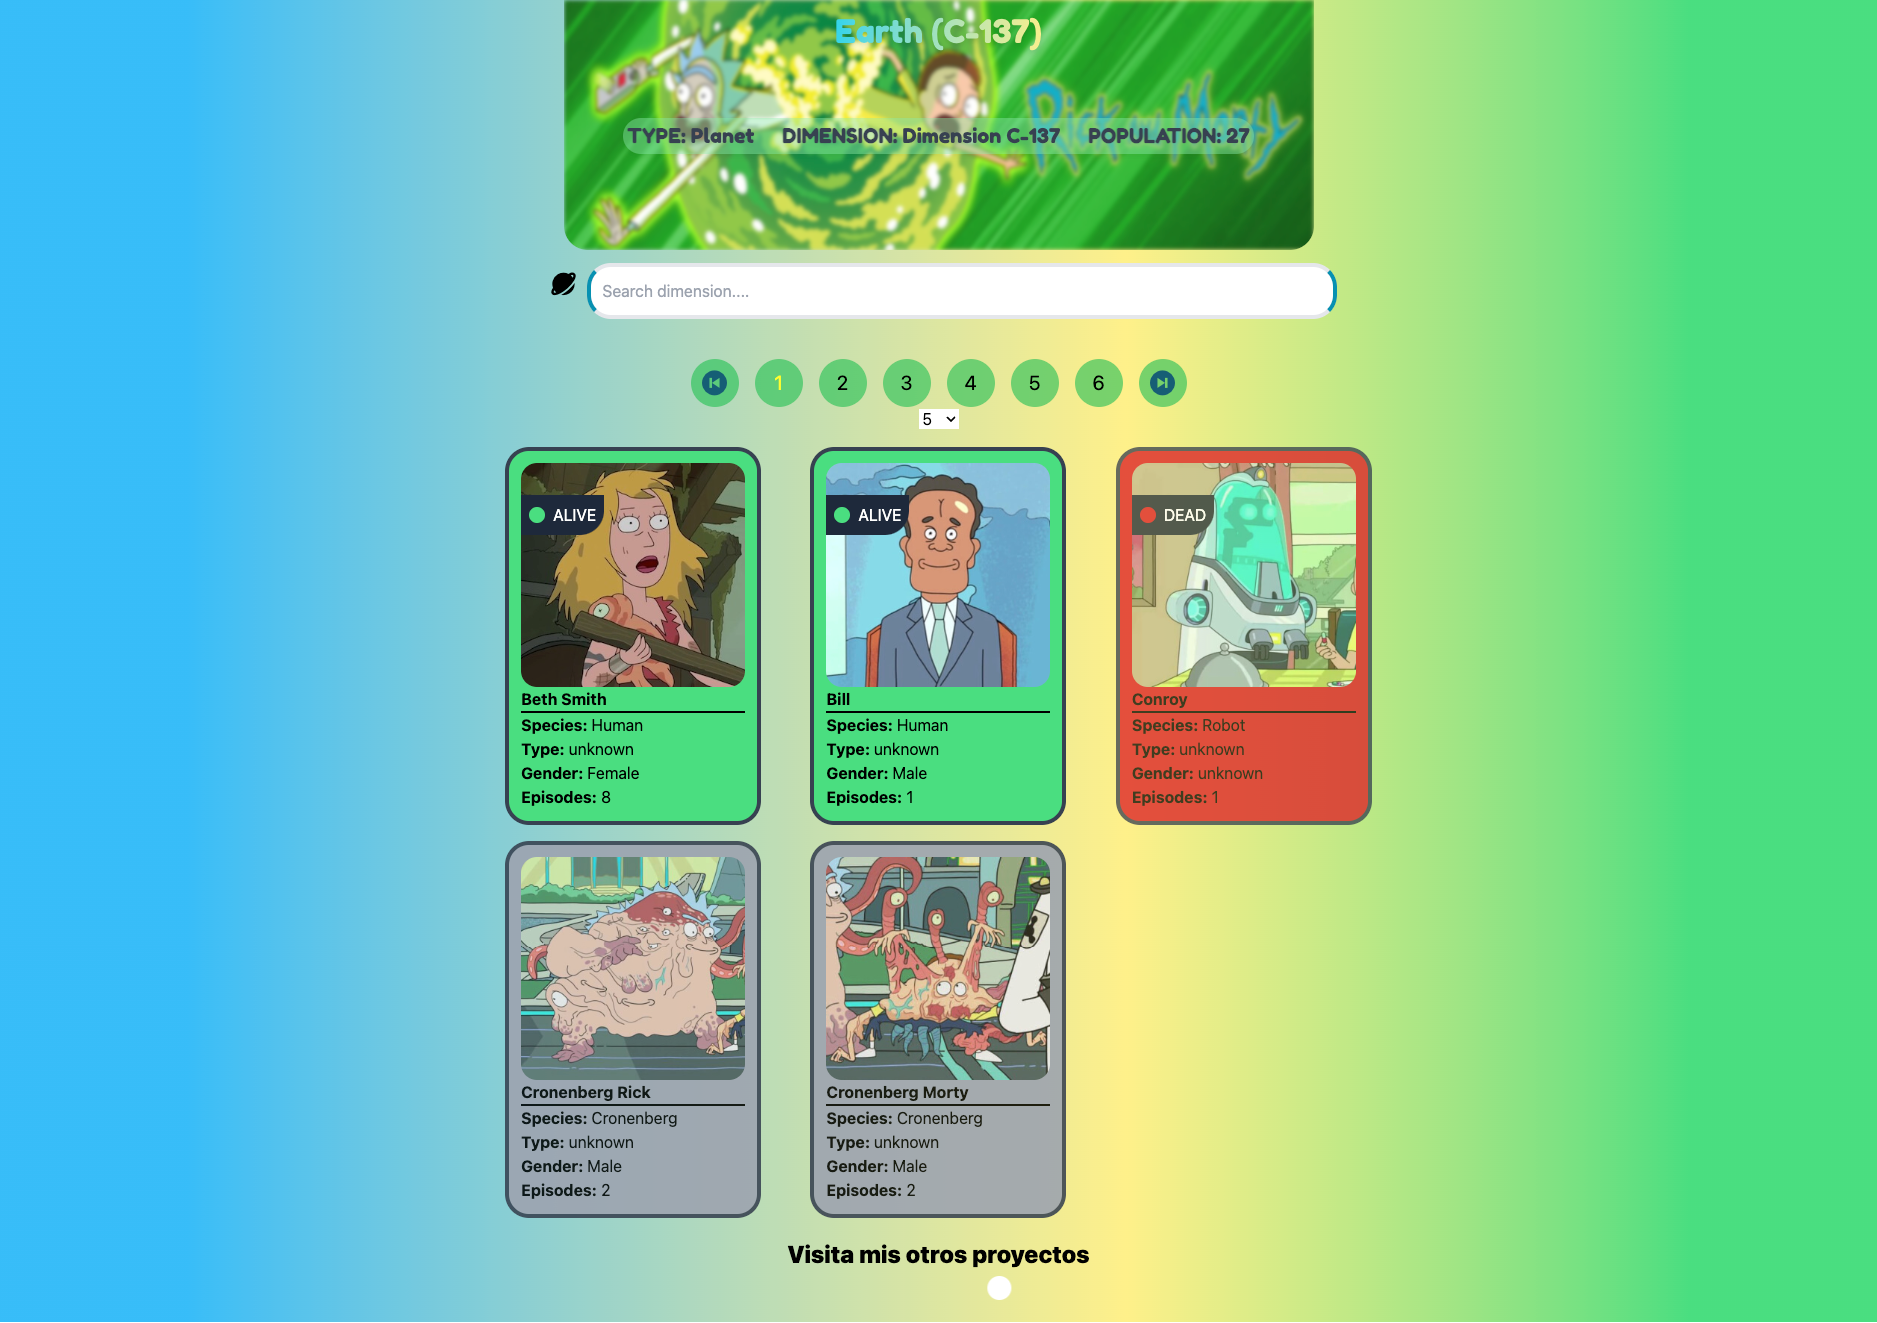 Earth (C-137)
Rick and Morty
TYPE: Planet DIMENSION: Dimension C-137 POPULATION: 27
Search dimension....
1 2 3 4 5 6
5
ALIVE
Beth Smith
Species: Human
Type: unknown
Gender: Female
Episodes: 8
ALIVE
Bill
Species: Human
Type: unknown
Gender: Male
Episodes: 1
DEAD
Conroy
Species: Robot
Type: unknown
Gender: unknown
Episodes: 1
Cronenberg Rick
Species: Cronenberg
Type: unknown
Gender: Male
Episodes: 2
Cronenberg Morty
Species: Cronenberg
Type: unknown
Gender: Male
Episodes: 2
Visita mis otros proyectos